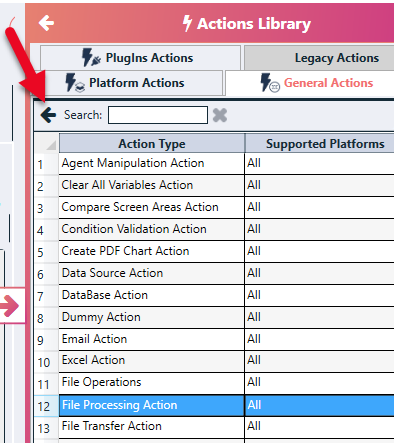 Actions Library
PlugIns Actions Legacy Actions
Platform Actions General Actions
Search:
Action Type Supported Platforms
1 Agent Manipulation Action All
2 Clear All Variables Action All
3 Compare Screen Areas Action All
4 Condition Validation Action All
5 Create PDF Chart Action All
6 Data Source Action All
7 DataBase Action All
8 Dummy Action All
9 Email Action All
10 Excel Action All
11 File Operations All
12 File Processing Action All
13 File Transfer Action All